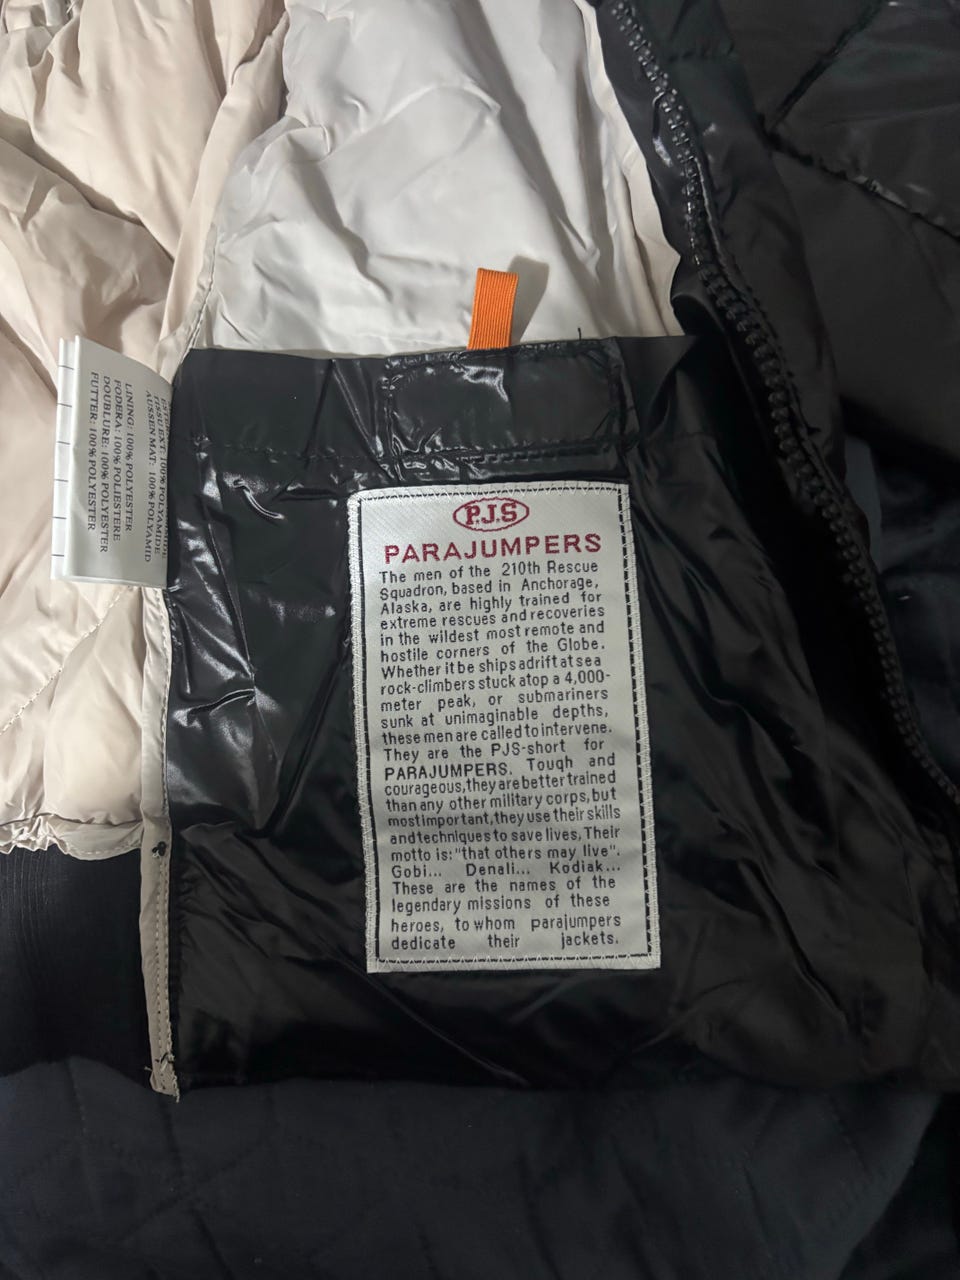 P.J.S
PARAJUMPERS
The men of the 210th Rescue
Squadron, based in Anchorage,
Alaska, are highly trained for
extreme rescues and recoveries
in the wildest most remote and
hostile corners of the Globe.
Whether it be ships adrift at sea
rock-climbers stuck atop a 4,000-
meter peak, or submariners
sunk at unimaginable depths,
these men are called to intervene.
They are the PJS-short for
PARAJUMPERS. Tough and
courageous, they are better trained
than any other military corps, but
most important, they use their skills
and techniques to save lives, Their
motto is: "that others may live".
Gobi... Denali... Kodiak...
These are the names of the
legendary missions of these
heroes, to whom parajumpers
dedicate their jackets.
TISSU EXT: 100% POLYAMIDE
AUSSEN MAT: 100% POLYAMID
LINING: 100% POLYESTER
FODERA: 100% POLIESTERE
DOUBLURE: 100% POLYESTER
FUTTER: 100% POLYESTER